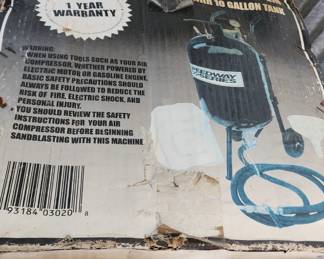 1 YEAR
WARRANTY
10 GALLON TANK
WARNING:
WHEN USING TOOLS SUCH AS YOUR AIR
COMPRESSOR, WHETHER POWERED BY
ELECTRIC MOTOR OR GASOLINE ENGINE,
BASIC SAFETY PRECAUTIONS SHOULD
ALWAYS BE FOLLOWED TO REDUCE THE
RISK OF FIRE, ELECTRIC SHOCK, AND
PERSONAL INJURY.
• YOU SHOULD REVIEW THE SAFETY
INSTRUCTIONS FOR YOUR AIR
COMPRESSOR BEFORE BEGINNING
SANDBLASTING WITH THIS MACHINE
SERIES
93184 03020 8